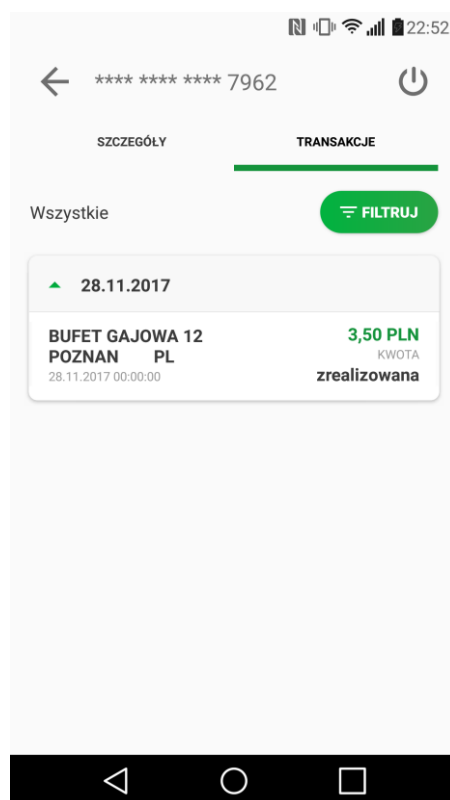 22:52
**** **** **** 7962
SZCZEGÓŁY TRANSAKCJE
Wszystkie FILTRUJ
28.11.2017
BUFET GAJOWA 12 3,50 PLN
POZNAN PL KWOTA
28.11.2017 00:00:00 zrealizowana